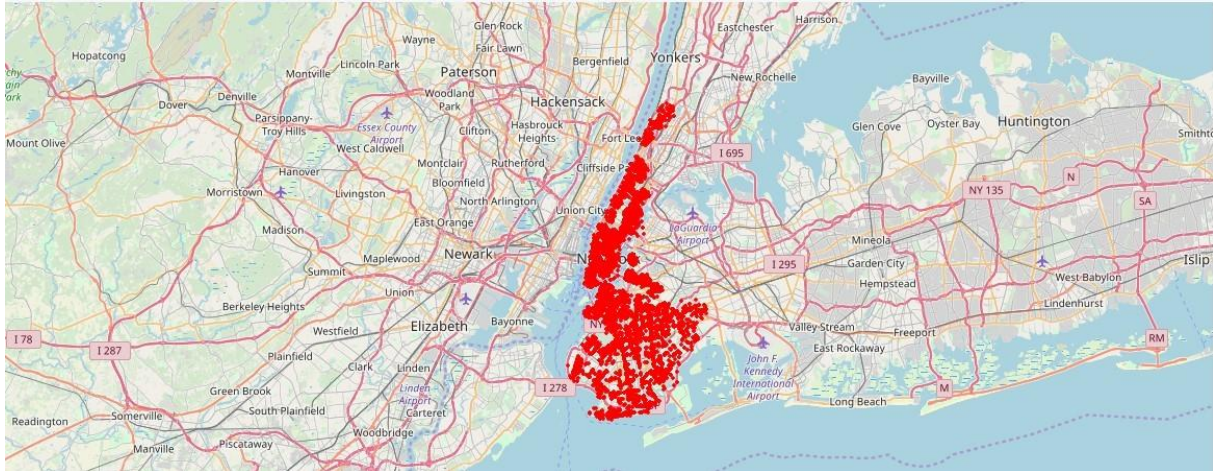 Hopatcong
Glen Rock
Harrison
Wayne
Fair Lawn
Eastchester
Lincoln Park
Bergenfield
Yonkers
Montville
Paterson
New Rochelle
Bayville
Denville
Woodland
Park
Hackensack
Dover
Parsippany-
Troy Hills
Essex County
Airport
Clifton
Hasbrouck
Heights
Fort Lee
Glen Cove
Oyster Bay
Huntington
Mount Olive
West Caldwell
I 695
Hanover
Montclair
Rutherford
Cliffside
N
Morristown
Livingston
Bloomfield
North Arlington
NY 135
SA
Union City
East Orange
LaGuardia
Airport
Madison
Newark
Mineola
Maplewood
I 295
Garden City
West Babylon
Islip
Summit
Hempstead
Union
Lindenhurst
Berkeley Heights
Elizabeth
Bayonne
NY
Valley Stream
Freeport
I 78
I 287
Westfield
East Rockaway
RM
Plainfield
Clark
Linden
John F.
Kennedy
International
Airport
I 278
M
Green Brook
Linden
Airport
Long Beach
Somerville
South Plainfield
Carteret
Readington
Woodbridge
Manville
Piscataway